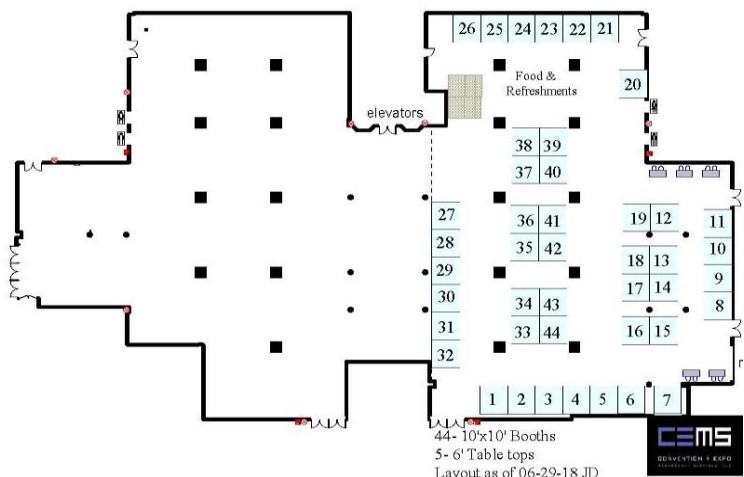 26 25 24 23 22 21
Food &
Refreshments
20
elevators
38 39
37 40
27
36 41
19 12
11
28
35 42
10
29
18 13
9
30
17 14
34 43
8
31
33 44
16 15
32
1 2 3 4 5 6 7
44- 10'x10' Booths
5- 6' Table tops
Layout as of 06-29-18 JD
CEMS
CONVENTION & EXPO